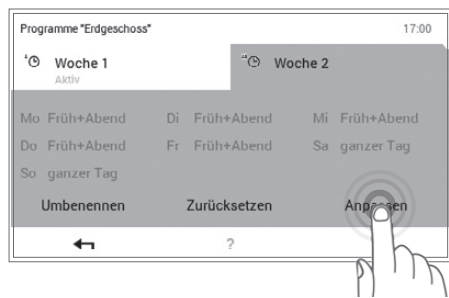 Programme "Erdgeschoss" 17:00
Woche 1 Woche 2
Aktiv
Mo Früh+Abend Di Früh+Abend Mi Früh+Abend
Do Früh+Abend Fr Früh+Abend Sa ganzer Tag
So ganzer Tag
Umbenennen Zurücksetzen Anpassen
?